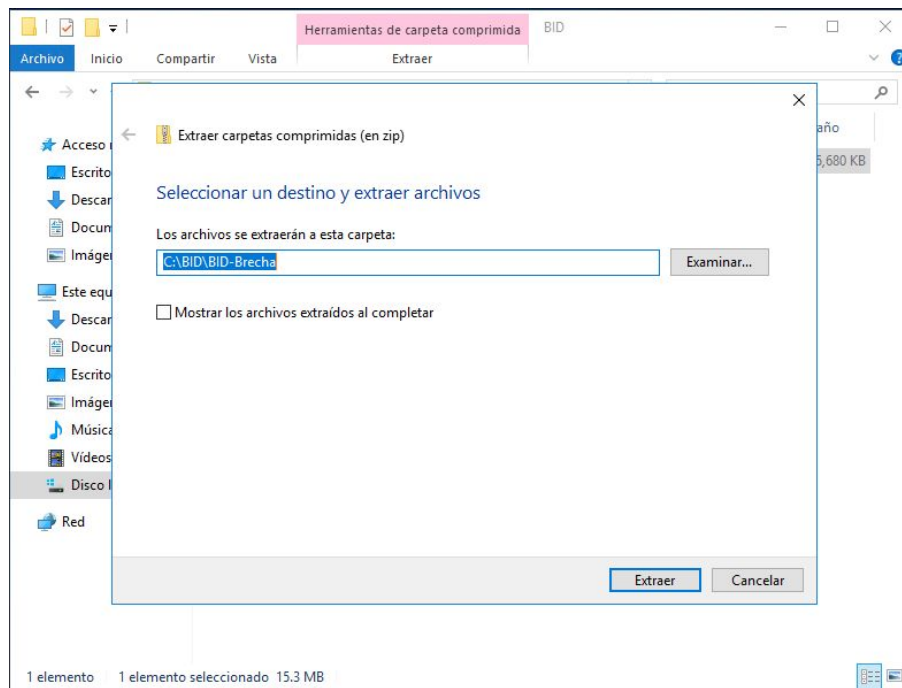 Herramientas de carpeta comprimida BID
Archivo Inicio Compartir Vista Extraer
Extraer carpetas comprimidas (en zip)
Seleccionar un destino y extraer archivos
Los archivos se extraerán a esta carpeta:
C:\BID\BID-Brecha Examinar...
Mostrar los archivos extraídos al completar
Extraer Cancelar
Acceso
Escrito
Descar
Docum
Imáge
Este equ
Descar
Docum
Escrito
Imáge
Música
Vídeos
Disco
Red
año
5,680 KB
1 elemento 1 elemento seleccionado 15.3 MB